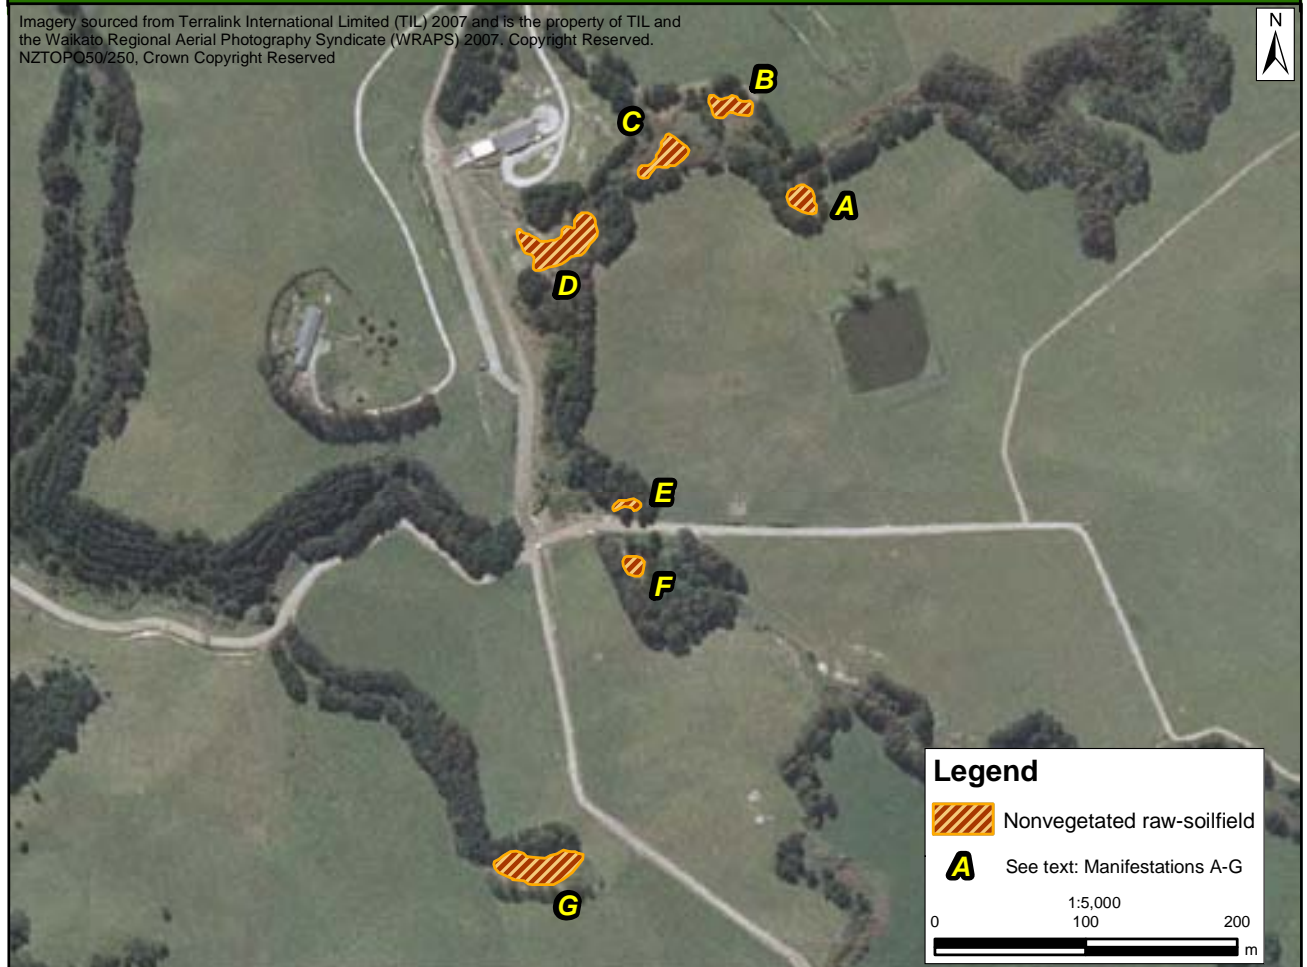 Imagery sourced from Terralink International Limited (TIL) 2007 and is the property of TIL and
the Waikato Regional Aerial Photography Syndicate (WRAPS) 2007. Copyright Reserved.
NZTOPO50/250, Crown Copyright Reserved
N
B
C
A
D
E
F
G
Legend
Nonvegetated raw-soilfield
A See text: Manifestations A-G
1:5,000
0 100 200
m